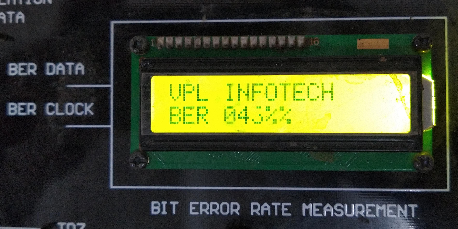 ATA
BER DATA
BER CLOCK
VPL INFOTECH
BER 043%%
BIT ERROR RATE MEASUREMENT